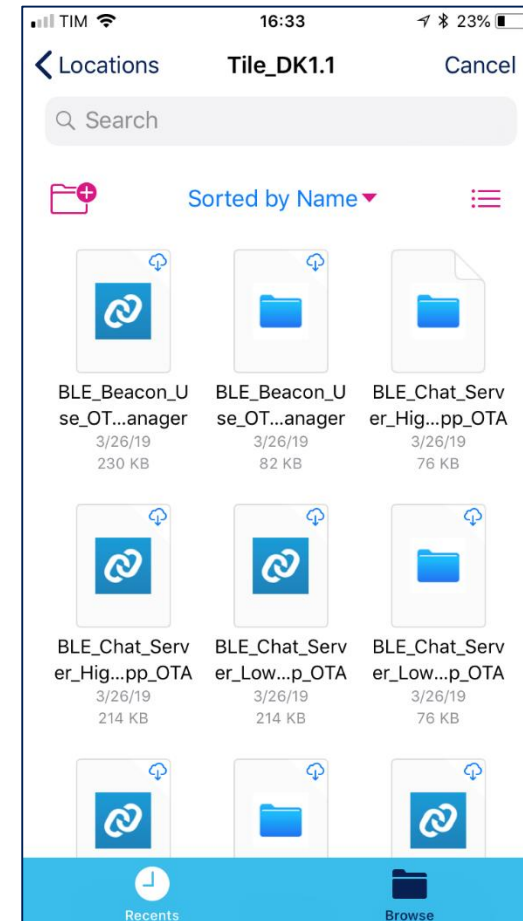 TIM 16:33 23%
Locations Tile_DK1.1 Cancel
Search
Sorted by Name
BLE_Beacon_U BLE_Beacon_U BLE_Chat_Serv
se_OT...anager se_OT...anager er_Hig...pp_OTA
3/26/19 3/26/19 3/26/19
230 KB 82 KB 76 KB
BLE_Chat_Serv BLE_Chat_Serv BLE_Chat_Serv
er_Hig...pp_OTA er_Low...p_OTA er_Low...p_OTA
3/26/19 3/26/19 3/26/19
214 KB 214 KB 76 KB
Recents Browse